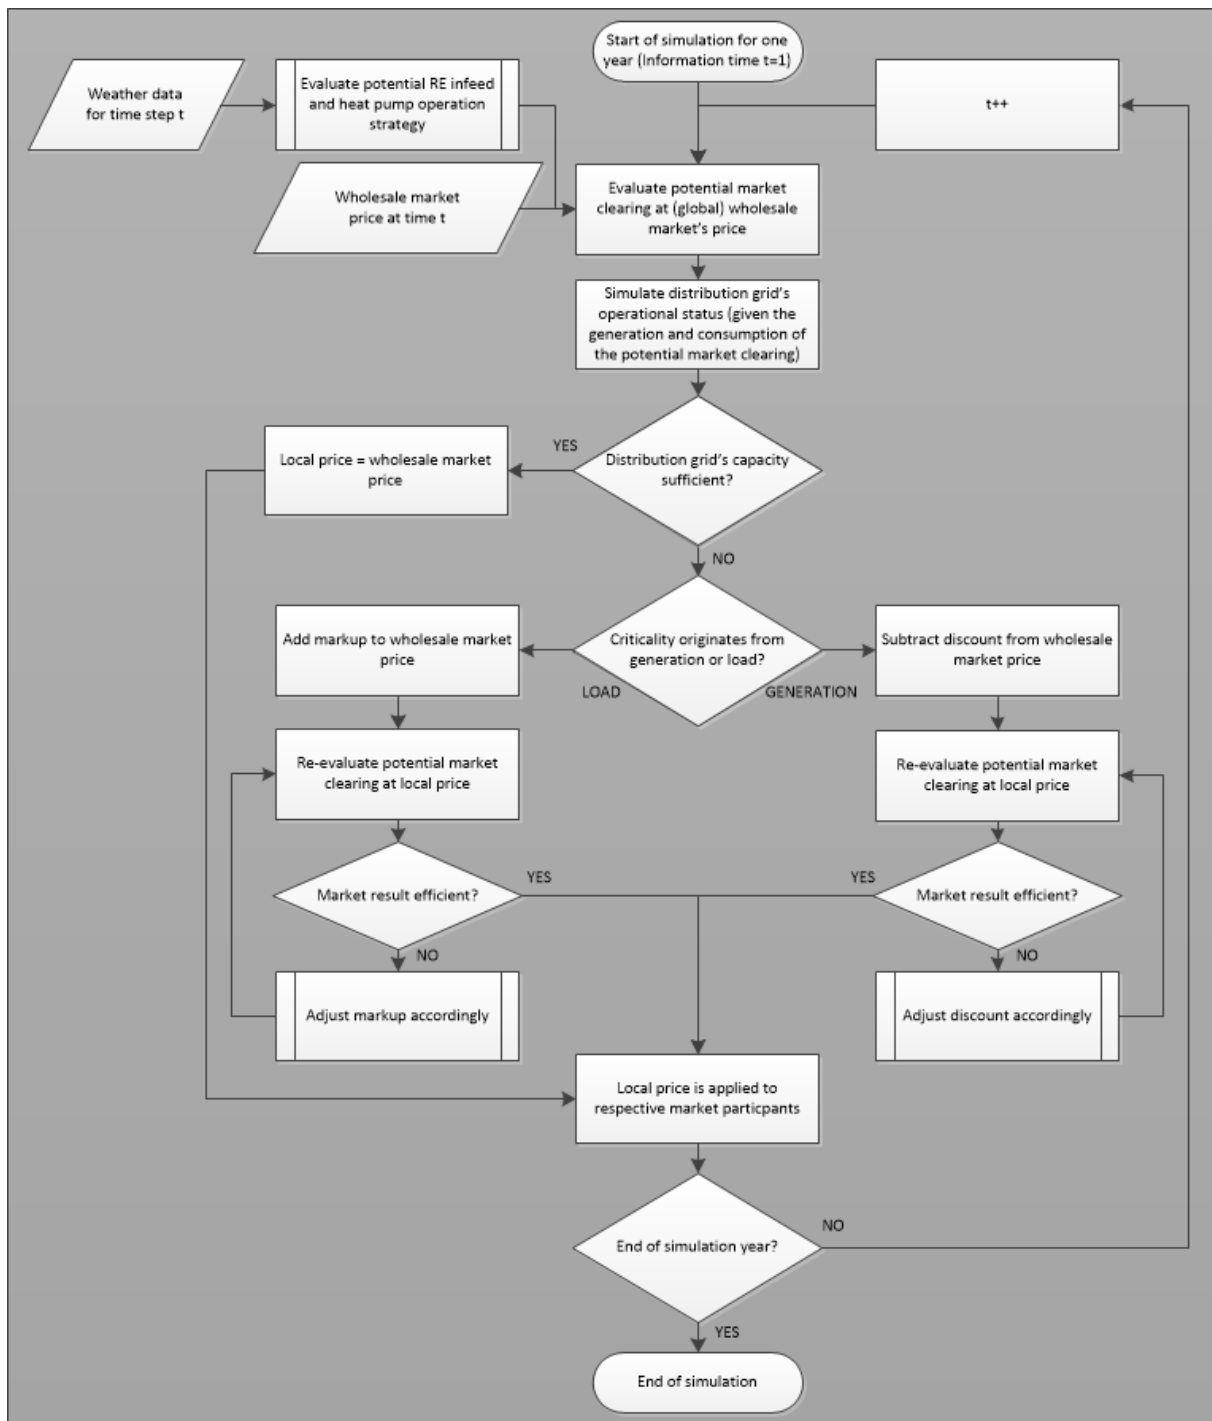 Start of simulation for one
year (Information time t=1)
Weather data
for time step t
Evaluate potential RE infeed
and heat pump operation
strategy
t++
Wholesale market
price at time t
Evaluate potential market
clearing at (global) wholesale
market's price
Simulate distribution grid's
operational status (given the
generation and consumption of
the potential market clearing)
Local price = wholesale market
price
YES
Distribution grid's capacity
sufficient?
NO
Add markup to wholesale market
price
Criticality originates from
generation or load?
LOAD
GENERATION
Subtract discount from wholesale
market price
Re-evaluate potential market
clearing at local price
Re-evaluate potential market
clearing at local price
Market result efficient?
YES
YES
Market result efficient?
NO
NO
Adjust markup accordingly
Adjust discount accordingly
Local price is applied to
respective market particpants
End of simulation year?
NO
YES
End of simulation